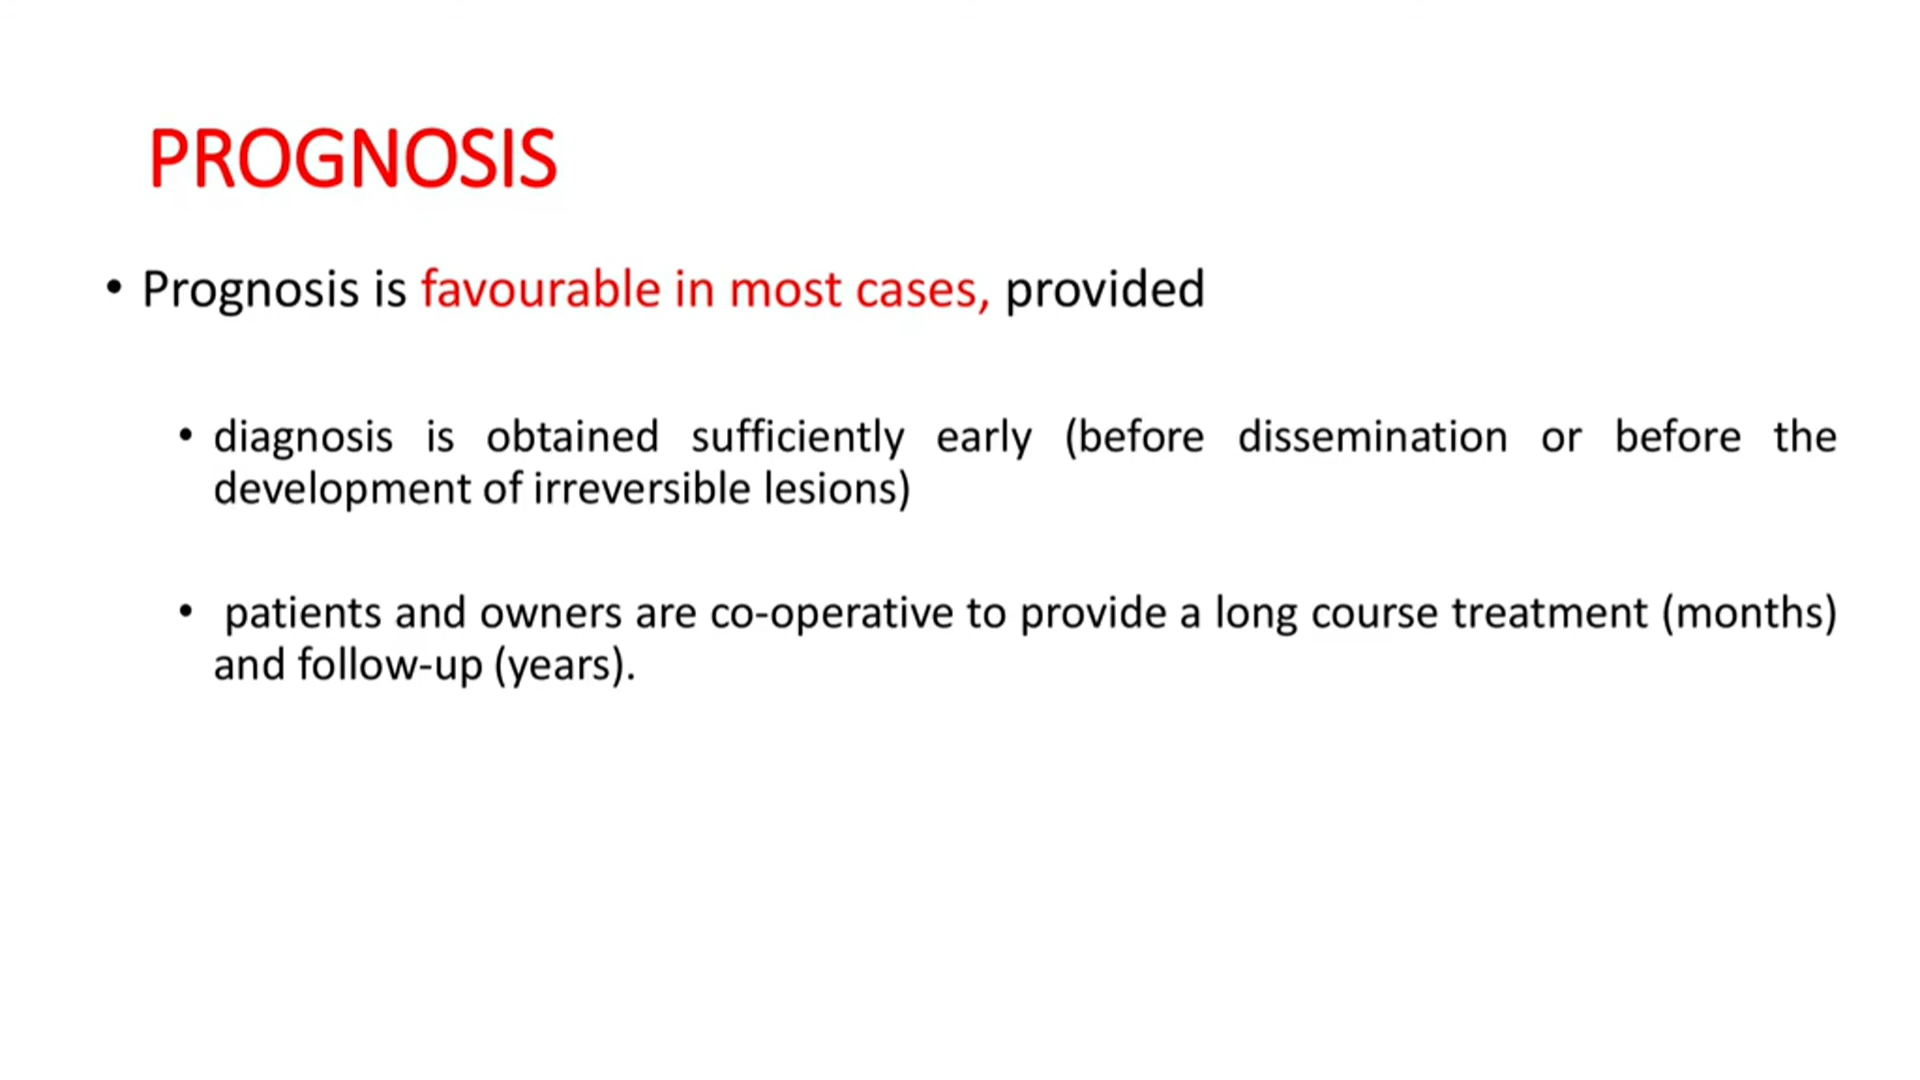 PROGNOSIS
• Prognosis is favourable in most cases, provided
• diagnosis is obtained sufficiently early (before dissemination or before the
development of irreversible lesions)
• patients and owners are co-operative to provide a long course treatment (months)
and follow-up (years).